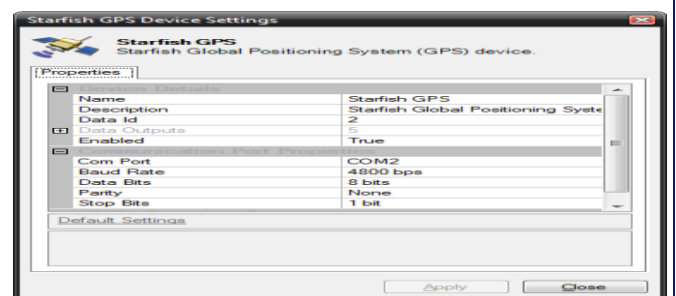 Starfish GPS Device Settings
Starfish GPS
Starfish Global Positioning System (GPS) device.
Properties
Device Details
Name Starfish GPS
Description Starfish Global Positioning Syste
Data Id 2
Data Outputs 5
Enabled True
Communication Port Properties
Com Port COM2
Baud Rate 4800 bps
Data Bits 8 bits
Parity None
Stop Bits 1 bit
Default Settings
Apply Close